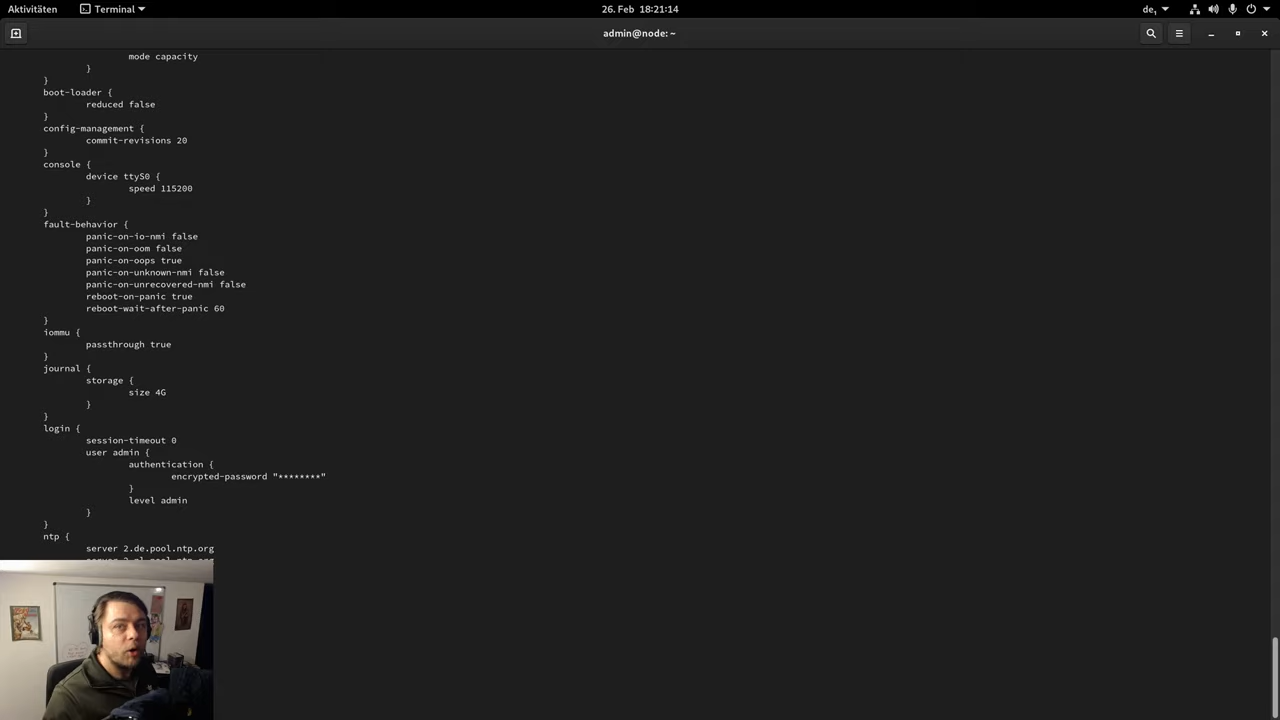 Aktivitäten
Terminal
26. Feb 18:21:14
de₁
admin@node: ~
mode capacity
}
}
boot-loader {
reduced false
}
config-management {
commit-revisions 20
}
console {
device ttyS0 {
speed 115200
}
}
fault-behavior {
panic-on-io-nmi false
panic-on-oom false
panic-on-oops true
panic-on-unknown-nmi false
panic-on-unrecovered-nmi false
reboot-on-panic true
reboot-wait-after-panic 60
}
iommu {
passthrough true
}
journal {
storage {
size 4G
}
}
login {
session-timeout 0
user admin {
authentication {
encrypted-password "********"
}
level admin
}
}
ntp {
server 2.de.pool.ntp.org